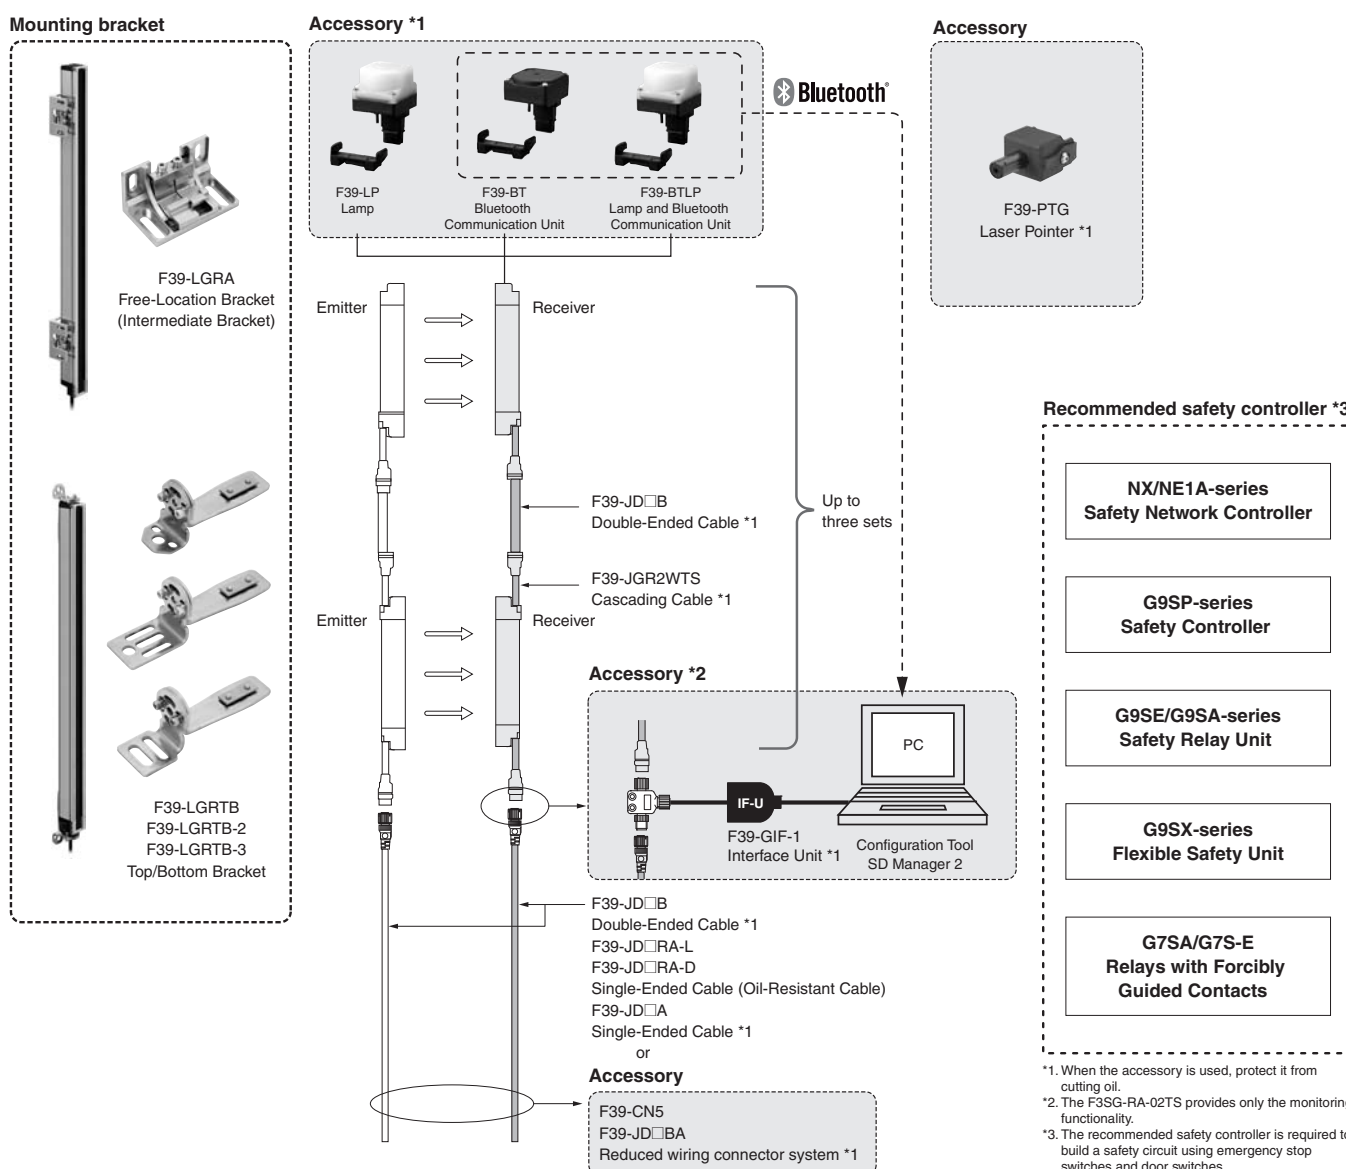 Mounting bracket
F39-LGRA
Free-Location Bracket
(Intermediate Bracket)
F39-LGRTB
F39-LGRTB-2
F39-LGRTB-3
Top/Bottom Bracket
Accessory *1
F39-LP
Lamp
F39-BT
Bluetooth
Communication Unit
F39-BTLP
Lamp and Bluetooth
Communication Unit
Bluetooth®
Accessory
F39-PTG
Laser Pointer *1
Emitter
Receiver
F39-JD□B
Double-Ended Cable *1
Up to
three sets
F39-JGR2WTS
Cascading Cable *1
Emitter
Receiver
Accessory *2
PC
IF-U
F39-GIF-1
Interface Unit *1
Configuration Tool
SD Manager 2
F39-JD□B
Double-Ended Cable *1
F39-JD□RA-L
F39-JD□RA-D
Single-Ended Cable (Oil-Resistant Cable)
F39-JD□A
Single-Ended Cable *1
or
Accessory
F39-CN5
F39-JD□BA
Reduced wiring connector system *1
Recommended safety controller *3
NX/NE1A-series
Safety Network Controller
G9SP-series
Safety Controller
G9SE/G9SA-series
Safety Relay Unit
G9SX-series
Flexible Safety Unit
G7SA/G7S-E
Relays with Forcibly
Guided Contacts
*1. When the accessory is used, protect it from
cutting oil.
*2. The F3SG-RA-02TS provides only the monitoring
functionality.
*3. The recommended safety controller is required to
build a safety circuit using emergency stop
switches and door switches.